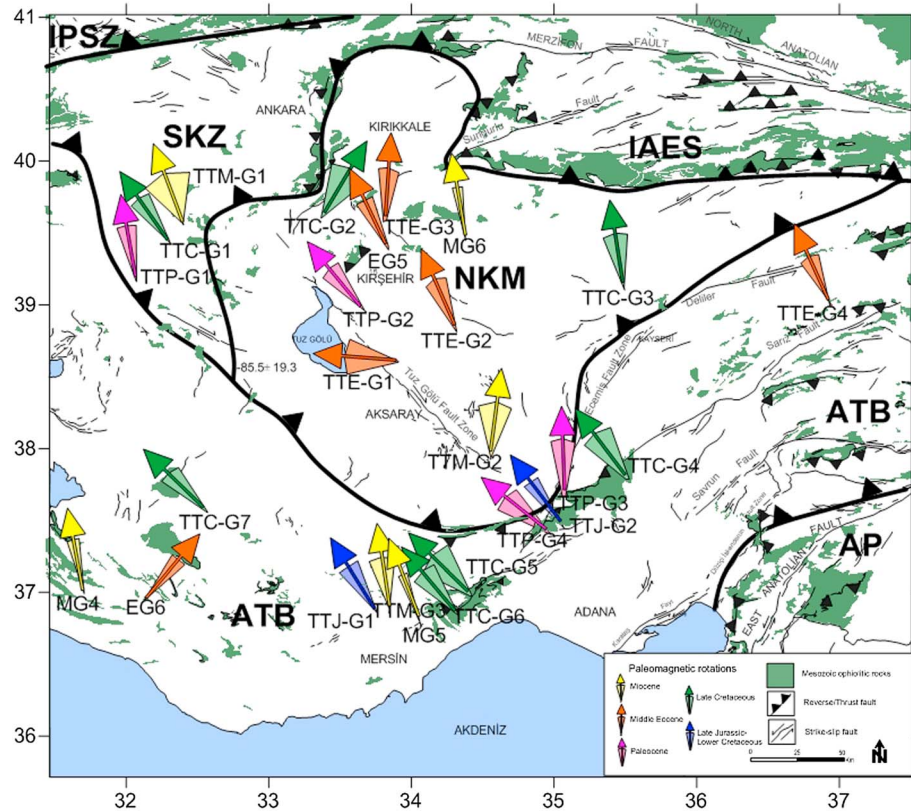 41
40
39
38
37
36
32
33
34
35
36
37
IPSZ
SKZ
NKM
IAES
ATB
ATB
AP
MERZİFON
FAULT
NORTH
ANATOLIAN
Sungurlu
Fault
ANKARA
KIRIKKALE
TTM-G1
TTC-G1
TTP-G1
TTC-G2
TTE-G3
EG5
KIRŞEHİR
MG6
TTP-G2
TTE-G2
TTC-G3
TTE-G4
Deliler
Fault
Sariz Fault
KAYSERİ
Ecemiş Fault Zone
TUZ GÖLÜ
TTE-G1
-85.5± 19.3
Tuz Gölü Fault Zone
AKSARAY
TTM-G2
TTC-G4
TTP-G3
TTJ-G2
TTP-G4
Savrun
Fault
TTC-G7
TTC-G5
TTC-G6
TTJ-G1
TTM-G3
MG5
MG4
EG6
MERSİN
ADANA
AKDENİZ
EAST
ANATOLIAN
FAULT
Paleomagnetic rotations
Miocene
Middle Eocene
Paleocene
Late Cretaceous
Late Jurassic-
Lower Cretaceous
Mesozoic ophiolitic rocks
Reverse/Thrust fault
Strike-slip fault
0 25 50
Km
N